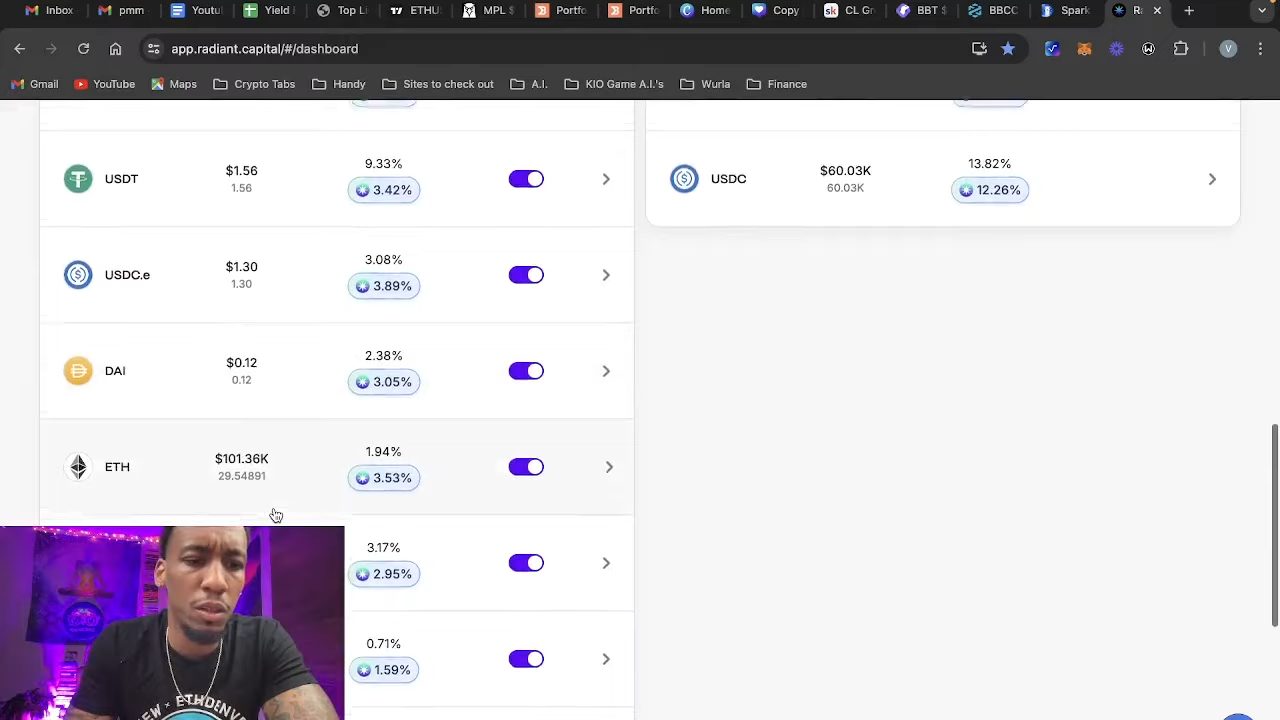 Inbox
pmm
Youtu
Yield
Top Li
ETHU
MPL $
Portfo
Portfo
Home
Copy
CL Ge
BBT $
BBCC
Spark
R
app.radiant.capital/#/dashboard
V
Gmail
YouTube
Maps
Crypto Tabs
Handy
Sites to check out
A.I.
KIO Game A.I.'s
Wurla
Finance
USDT
$1.56
1.56
9.33%
3.42%
USDC
$60.03K
60.03K
13.82%
12.26%
USDC.e
$1.30
1.30
3.08%
3.89%
DAI
$0.12
0.12
2.38%
3.05%
ETH
$101.36K
29.54891
1.94%
3.53%
3.17%
2.95%
0.71%
1.59%
ETHDENV